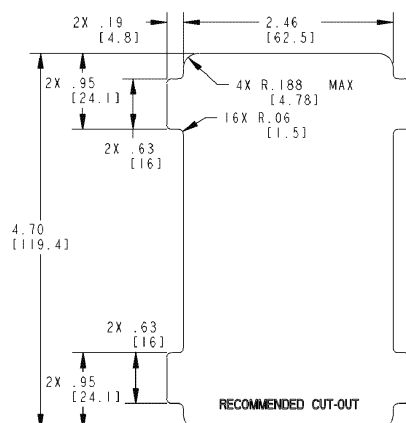 2X .19
[4.8]
2.46
[62.5]
2X .95
[24.1]
4X R.188 MAX
[4.78]
16X R.06
[1.5]
2X .63
[16]
4.70
[119.4]
2X .63
[16]
2X .95
[24.1]
RECOMMENDED CUT-OUT